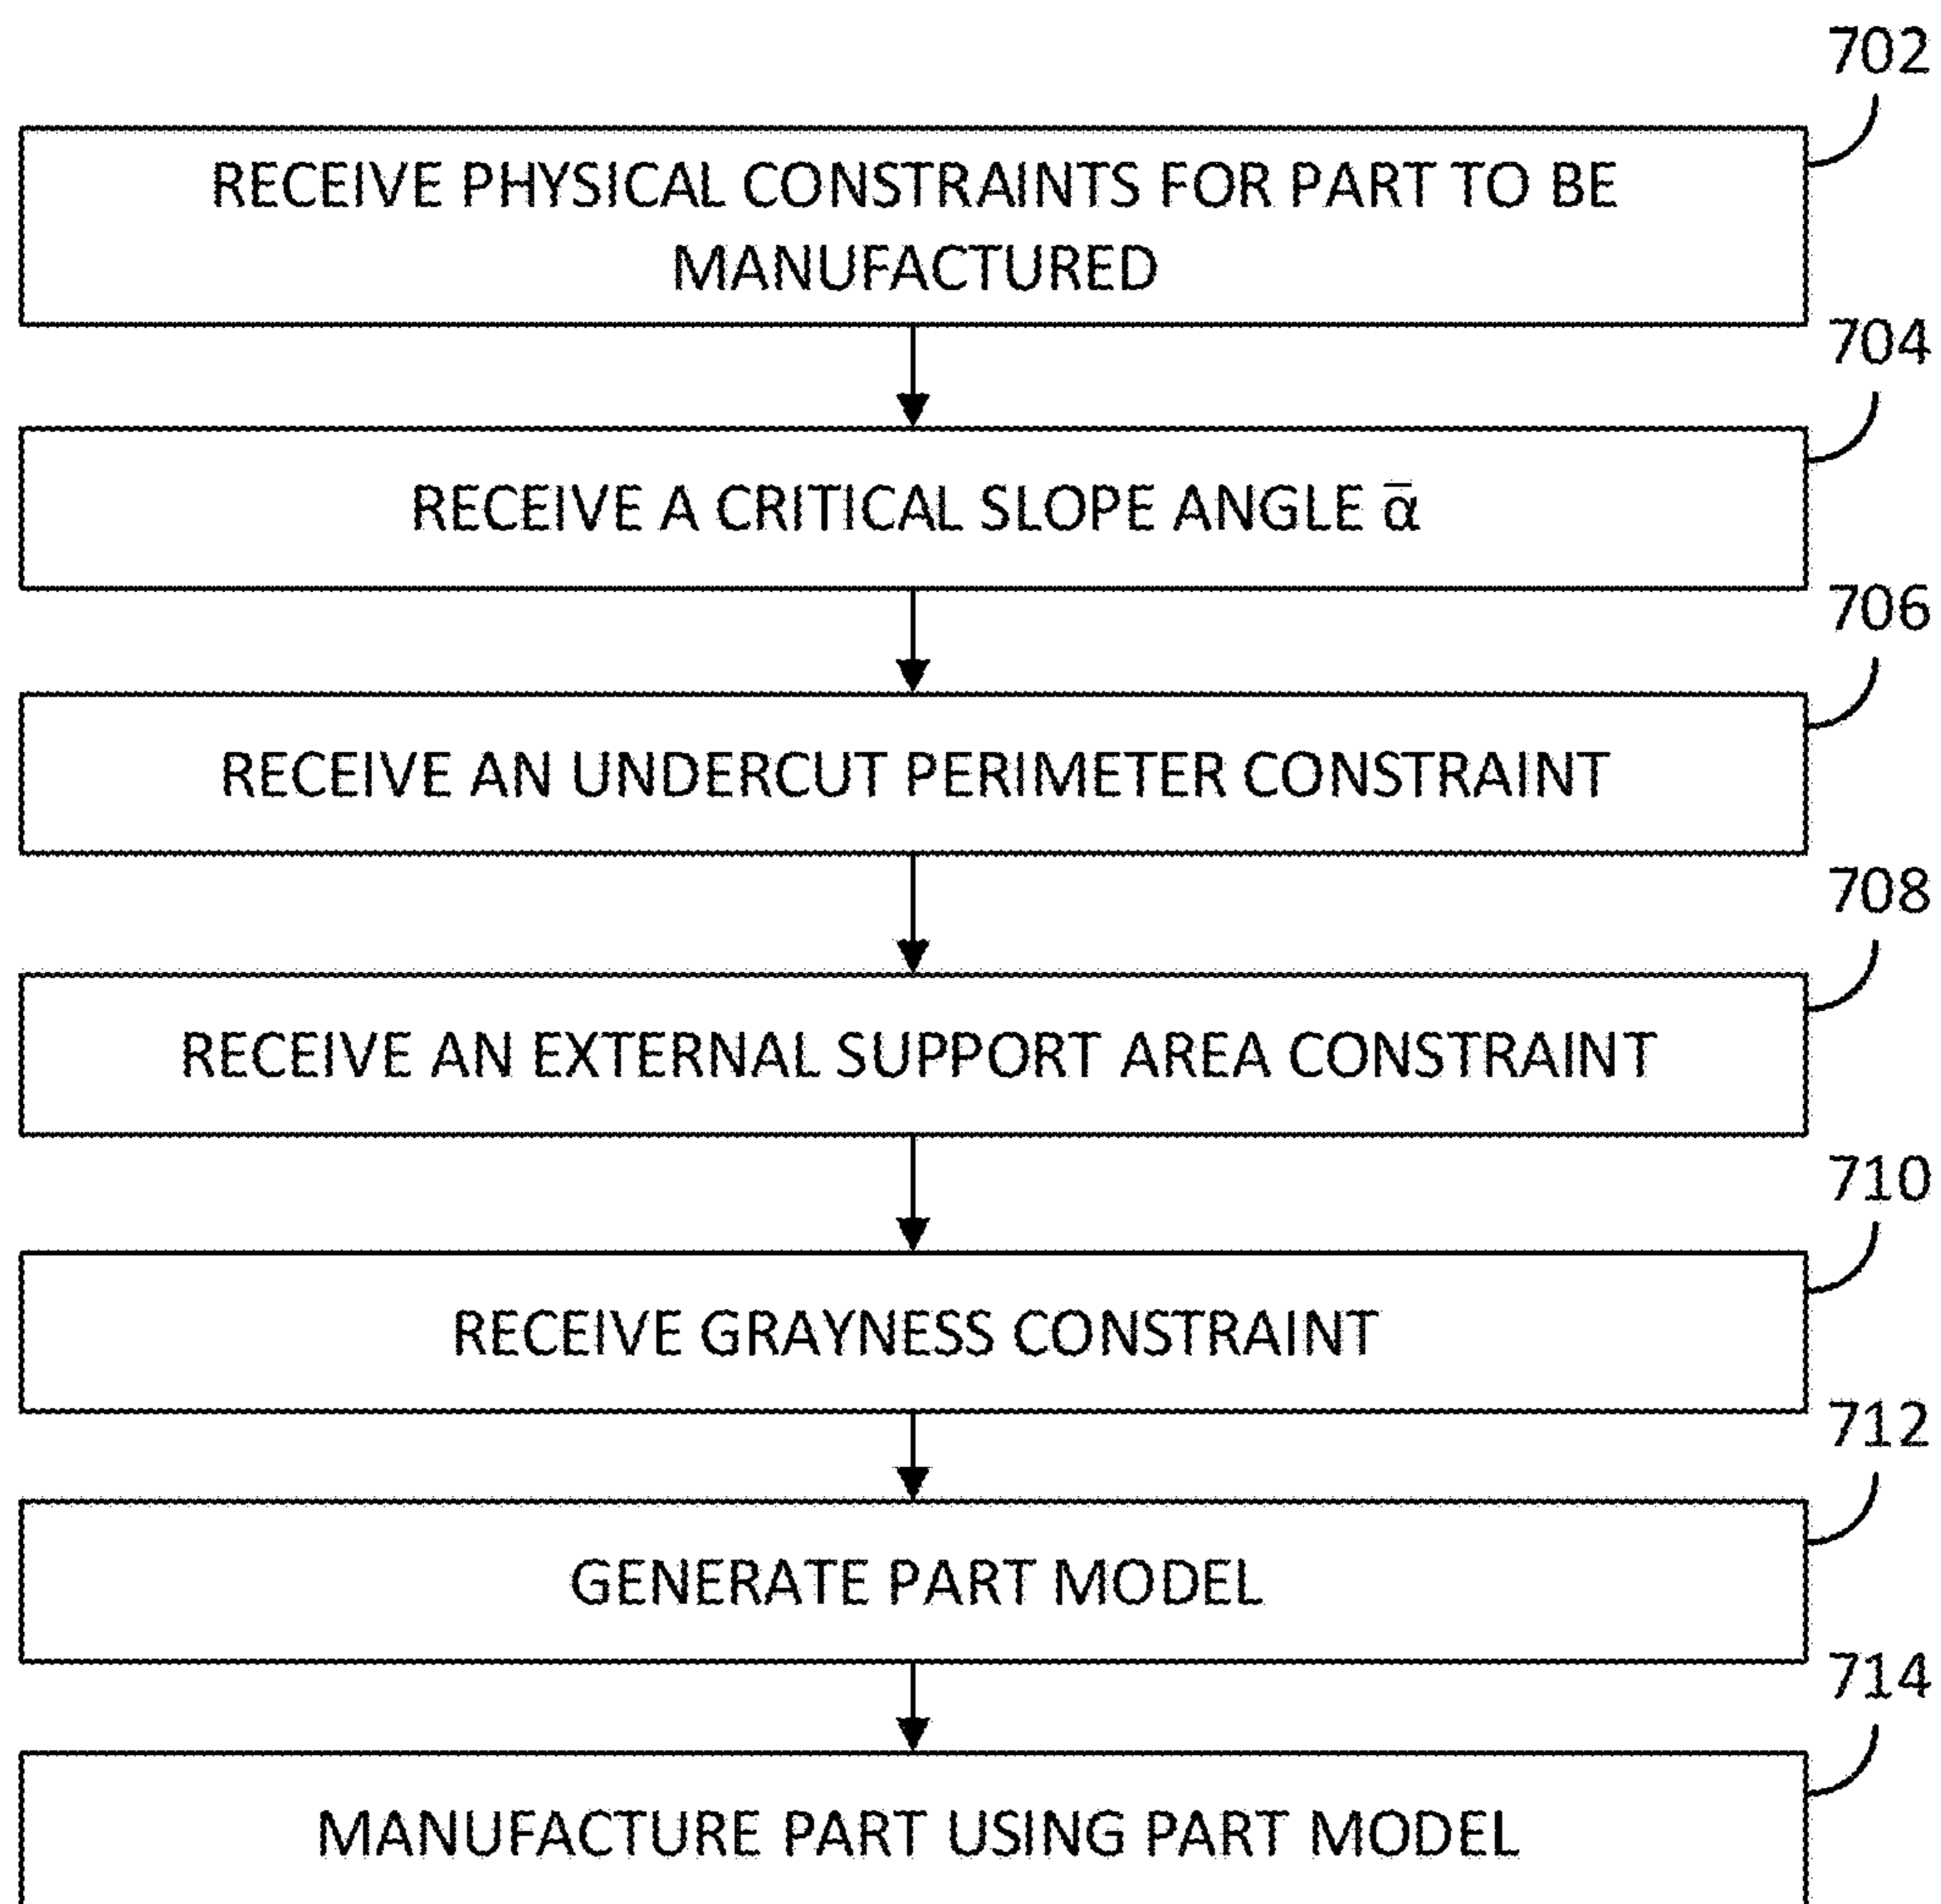 702
RECEIVE PHYSICAL CONSTRAINTS FOR PART TO BE
MANUFACTURED
704
RECEIVE A CRITICAL SLOPE ANGLE ᾱ
706
RECEIVE AN UNDERCUT PERIMETER CONSTRAINT
708
RECEIVE AN EXTERNAL SUPPORT AREA CONSTRAINT
710
RECEIVE GRAYNESS CONSTRAINT
712
GENERATE PART MODEL
714
MANUFACTURE PART USING PART MODEL